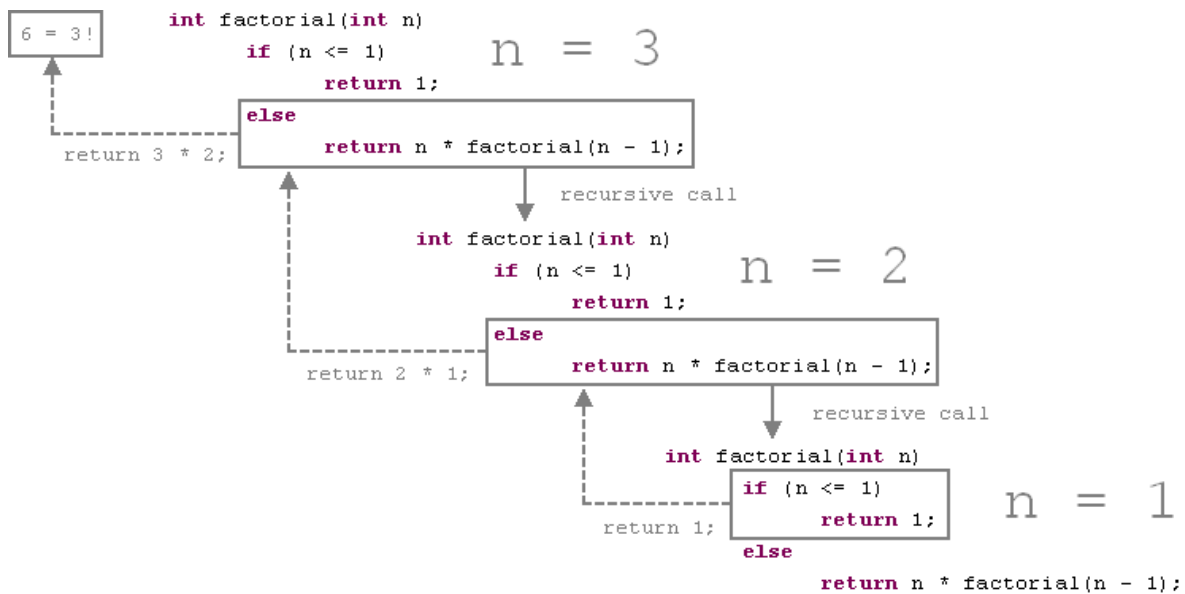 6 = 3!
int factorial(int n)
if (n <= 1)
return 1;
n = 3
else
return n * factorial(n - 1);
return 3 * 2;
recursive call
int factorial(int n)
if (n <= 1)
return 1;
n = 2
else
return n * factorial(n - 1);
return 2 * 1;
recursive call
int factorial(int n)
if (n <= 1)
return 1;
n = 1
return 1;
else
return n * factorial(n - 1);